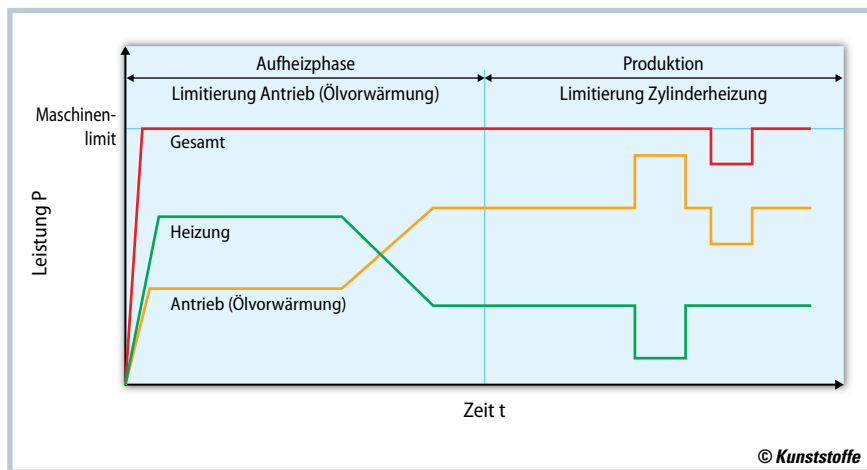 Aufheizphase
Produktion
Limitierung Antrieb (Ölvorwärmung)
Limitierung Zylinderheizung
Maschinen-
limit
Gesamt
Leistung P
Heizung
Antrieb (Ölvorwärmung)
Zeit t
© Kunststoffe